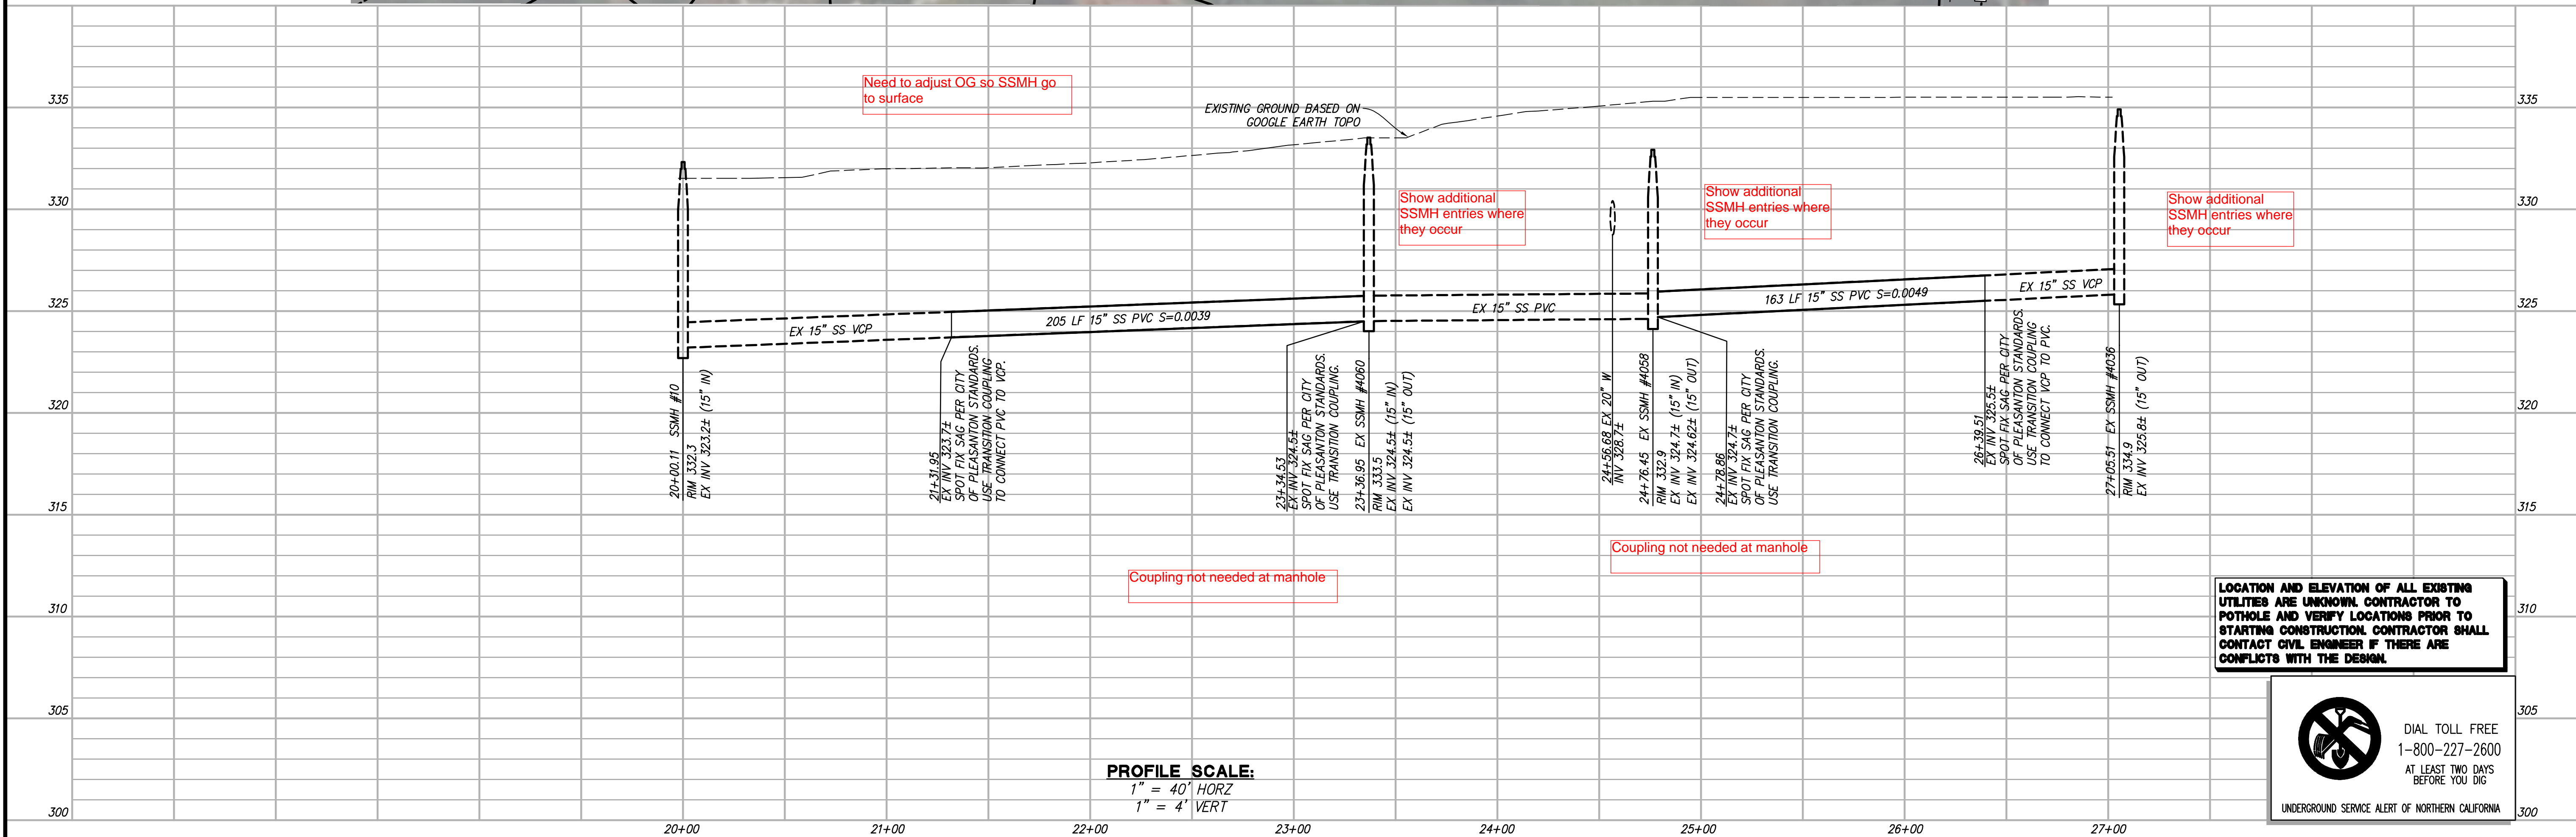 Need to adjust OG so SSMH go
to surface
335
EXISTING GROUND BASED ON
GOOGLE EARTH TOPO
335
330
Show additional
SSMH entries where
they occur
Show additional
SSMH entries where
they occur
Show additional
SSMH entries where
they occur
330
325
EX 15" SS VCP
205 LF 15" SS PVC S=0.0039
EX 15" SS PVC
163 LF 15" SS PVC S=0.0049
EX 15" SS VCP
325
320
320
20+00.11 SSMH #10
RIM 332.3
EX INV 323.2± (15" IN)
21+31.95
EX INV 323.7±
SPOT FIX SAG PER CITY
OF PLEASANTON STANDARDS.
USE TRANSITION COUPLING
TO CONNECT PVC TO VCP.
23+34.53
EX INV 324.5±
SPOT FIX SAG PER CITY
OF PLEASANTON STANDARDS.
USE TRANSITION COUPLING.
23+36.95 EX SSMH #4060
RIM 333.5
EX INV 324.5± (15" IN)
EX INV 324.5± (15" OUT)
24+56.68 EX 20" W
INV 328.7±
24+76.45 EX SSMH #4058
RIM 332.9
EX INV 324.7± (15" IN)
EX INV 324.62± (15" OUT)
24+78.86
EX INV 324.7±
SPOT FIX SAG PER CITY
OF PLEASANTON STANDARDS.
USE TRANSITION COUPLING.
26+39.51
EX INV 325.5±
SPOT FIX SAG PER CITY
OF PLEASANTON STANDARDS.
USE TRANSITION COUPLING
TO CONNECT VCP TO PVC.
27+05.51 EX SSMH #4036
RIM 334.9
EX INV 325.8± (15" OUT)
315
315
Coupling not needed at manhole
Coupling not needed at manhole
310
310
LOCATION AND ELEVATION OF ALL EXISTING
UTILITIES ARE UNKNOWN. CONTRACTOR TO
POTHOLE AND VERIFY LOCATIONS PRIOR TO
STARTING CONSTRUCTION. CONTRACTOR SHALL
CONTACT CIVIL ENGINEER IF THERE ARE
CONFLICTS WITH THE DESIGN.
305
305
DIAL TOLL FREE
1-800-227-2600
AT LEAST TWO DAYS
BEFORE YOU DIG
UNDERGROUND SERVICE ALERT OF NORTHERN CALIFORNIA
PROFILE SCALE:
1" = 40' HORZ
1" = 4' VERT
300
300
20+00
21+00
22+00
23+00
24+00
25+00
26+00
27+00